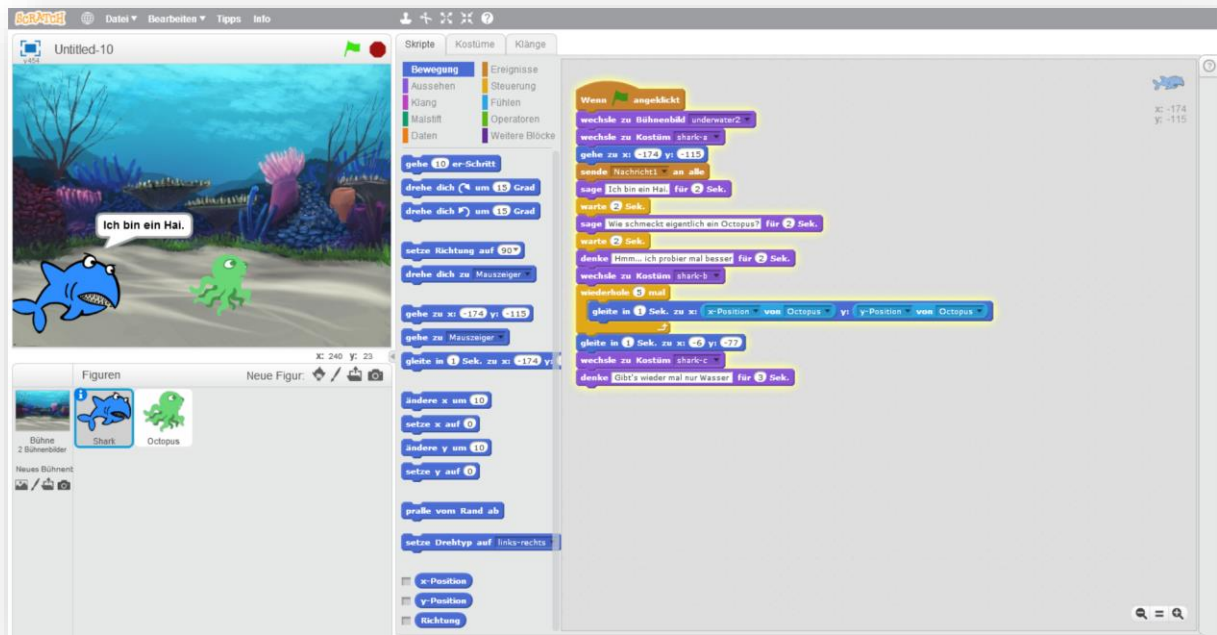 SCRATCH Datei Bearbeiten Tipps Info
Untitled-10
v454
Ich bin ein Hai.
x: 240 y: 23
Figuren Neue Figur:
Bühne
2 Bühnenbilder
Shark
Octopus
Neues Bühnent
Skripte Kostüme Klänge
Bewegung Ereignisse
Aussehen Steuerung
Klang Fühlen
Malstift Operatoren
Daten Weitere Blöcke
gehe 10 er-Schritt
drehe dich um 15 Grad
drehe dich um 15 Grad
setze Richtung auf 90
drehe dich zu Mauszeiger
gehe zu x: -174 y: -115
gehe zu Mauszeiger
gleite in 1 Sek. zu x: -174 y:
ändere x um 10
setze x auf 0
ändere y um 10
setze y auf 0
pralle vom Rand ab
setze Drehtyp auf links-rechts
x-Position
y-Position
Richtung
Wenn angeklickt
wechsle zu Bühnenbild underwater2
wechsle zu Kostüm shark-a
gehe zu x: -174 y: -115
sende Nachricht1 an alle
sage Ich bin ein Hai. für 2 Sek.
warte 2 Sek.
sage Wie schmeckt eigentlich ein Octopus? für 2 Sek.
warte 2 Sek.
denke Hmm... ich probier mal besser für 2 Sek.
wechsle zu Kostüm shark-b
wiederhole 5 mal
gleite in 1 Sek. zu x: x-Position von Octopus y: y-Position von Octopus
gleite in 1 Sek. zu x: -6 y: -77
wechsle zu Kostüm shark-c
denke Gibt's wieder mal nur Wasser für 3 Sek.
x: -174
y: -115